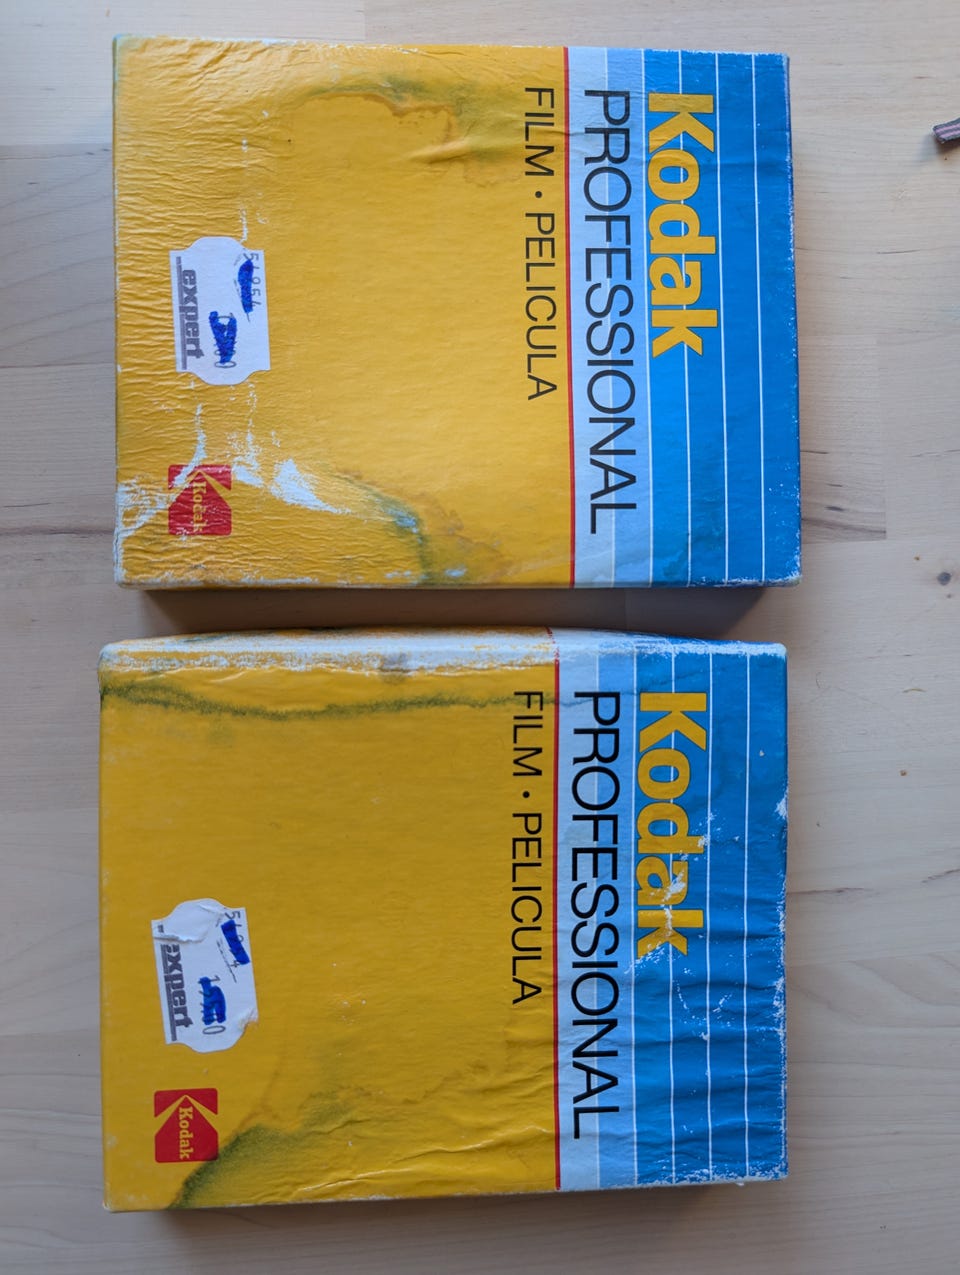 Kodak
PROFESSIONAL
FILM • PELICULA
expert
Kodak
Kodak
PROFESSIONAL
FILM • PELICULA
expert
Kodak